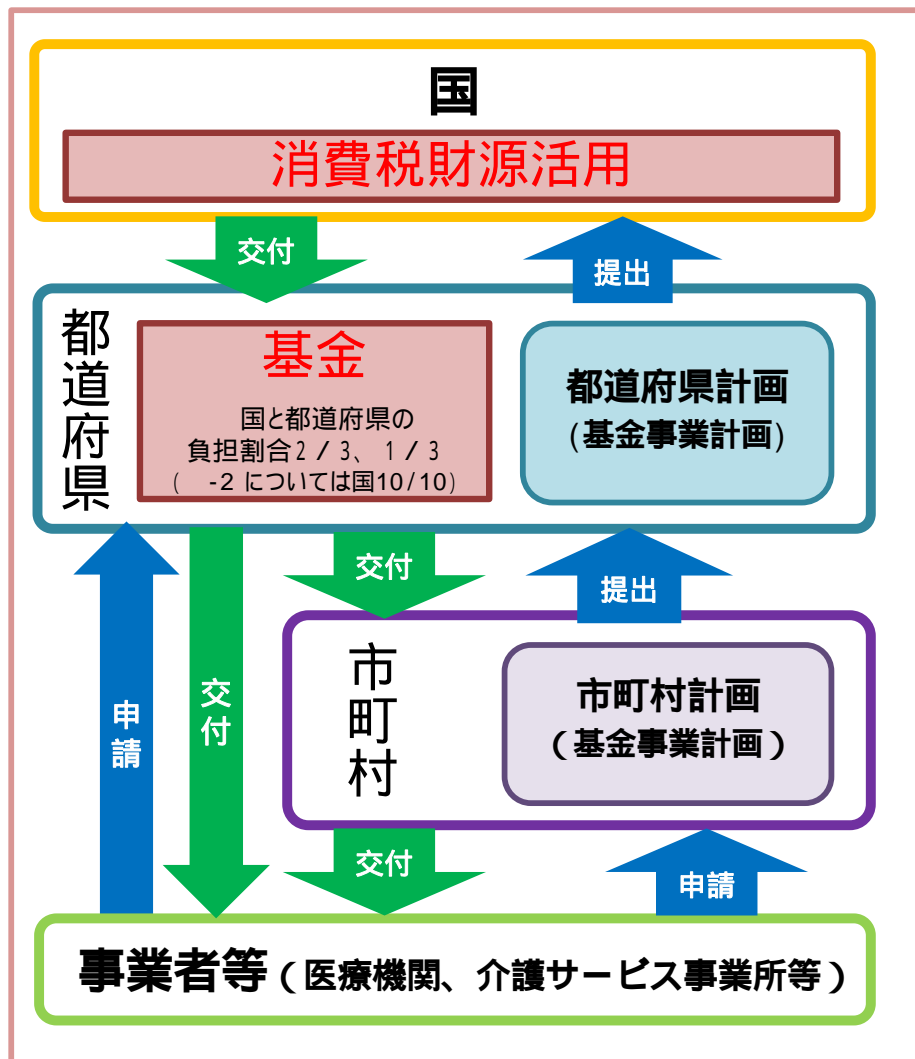 国
消費税財源活用
交付
提出
都道府県
基金
国と都道府県の
負担割合2/3、1/3
( -2 については国10/10)
都道府県計画
(基金事業計画)
交付
提出
申請
交付
市町村
市町村計画
(基金事業計画)
交付
申請
事業者等(医療機関、介護サービス事業所等)